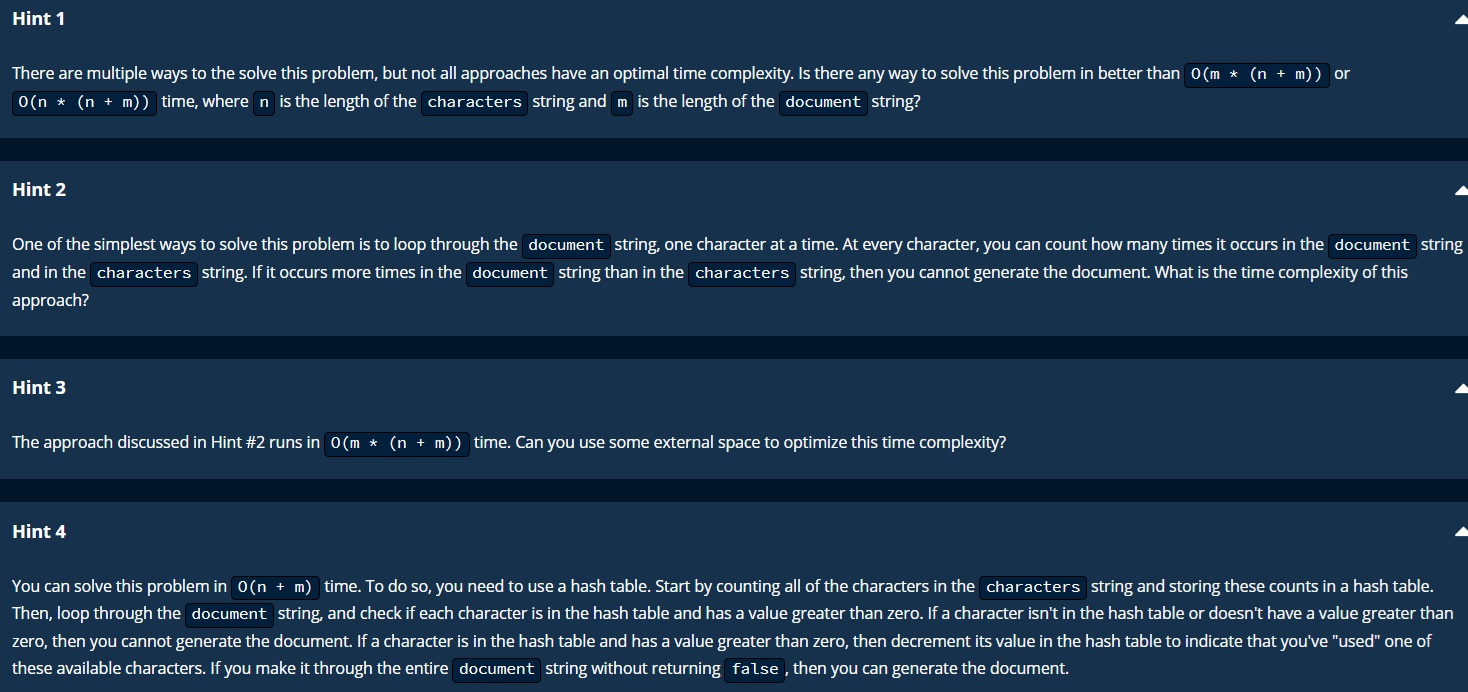 Hint 1
There are multiple ways to the solve this problem, but not all approaches have an optimal time complexity. Is there any way to solve this problem in better than O(m * (n + m)) or
O(n * (n + m)) time, where n is the length of the characters string and m is the length of the document string?
Hint 2
One of the simplest ways to solve this problem is to loop through the document string, one character at a time. At every character, you can count how many times it occurs in the document string
and in the characters string. If it occurs more times in the document string than in the characters string, then you cannot generate the document. What is the time complexity of this
approach?
Hint 3
The approach discussed in Hint #2 runs in O(m * (n + m)) time. Can you use some external space to optimize this time complexity?
Hint 4
You can solve this problem in O(n + m) time. To do so, you need to use a hash table. Start by counting all of the characters in the characters string and storing these counts in a hash table.
Then, loop through the document string, and check if each character is in the hash table and has a value greater than zero. If a character isn't in the hash table or doesn't have a value greater than
zero, then you cannot generate the document. If a character is in the hash table and has a value greater than zero, then decrement its value in the hash table to indicate that you've "used" one of
these available characters. If you make it through the entire document string without returning false, then you can generate the document.